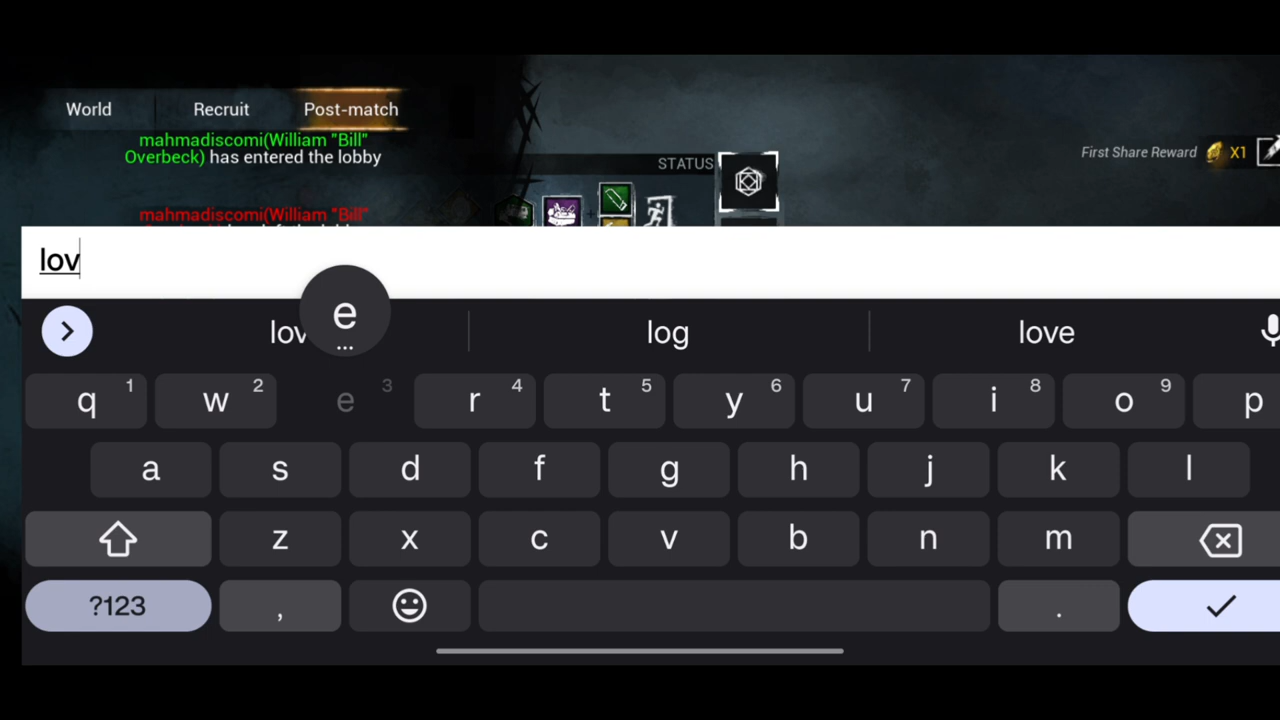 World Recruit Post-match
mahmadiscomi(William "Bill"
Overbeck) has entered the lobby
STATUS
First Share Reward X1
mahmadiscomi(William "Bill"
lov
e
...
lov log love
q 1 w 2 e 3 r 4 t 5 y 6 u 7 i 8 o 9 p
a s d f g h j k l
z x c v b n m
?123 , .